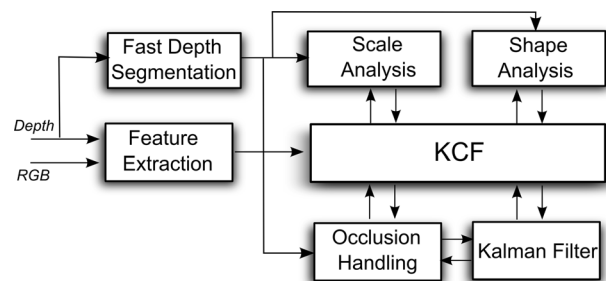 Fast Depth
Segmentation
Scale
Analysis
Shape
Analysis
Depth
RGB
Feature
Extraction
KCF
Occlusion
Handling
Kalman Filter